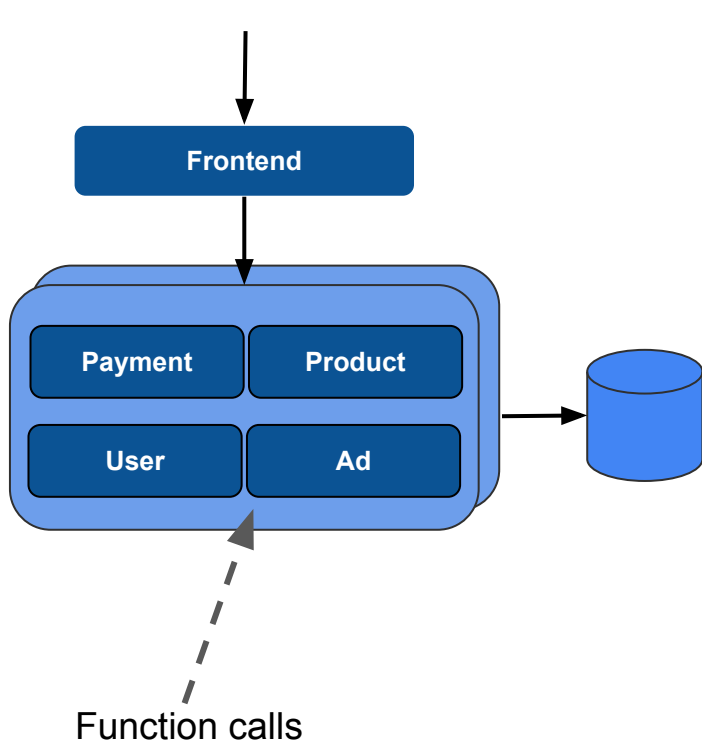 Frontend
Payment
Product
User
Ad
Function calls